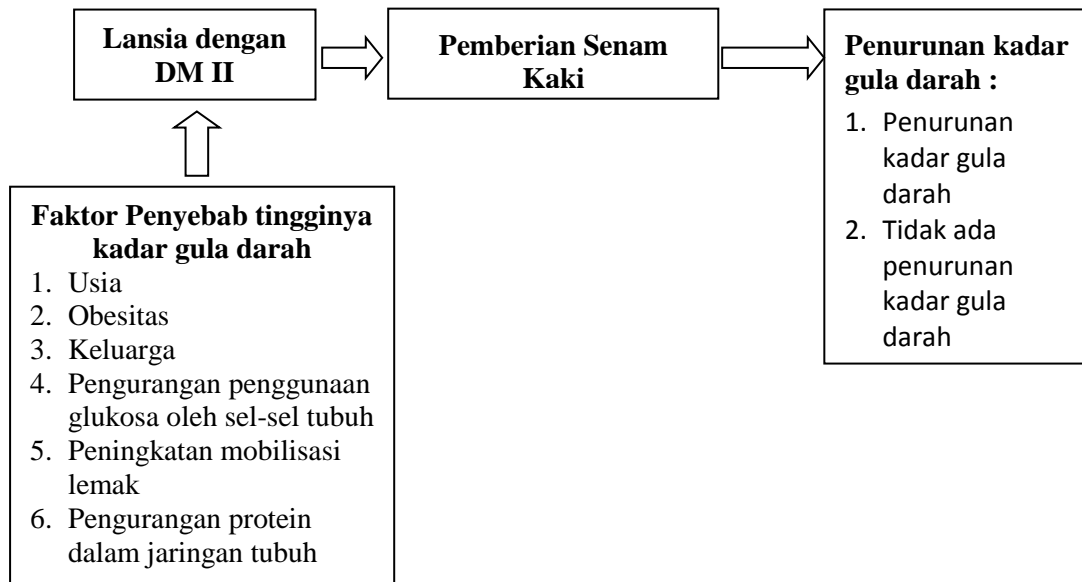 Lansia dengan
DM II
Pemberian Senam
Kaki
Penurunan kadar
gula darah :
1. Penurunan
kadar gula
darah
2. Tidak ada
penurunan
kadar gula
darah
Faktor Penyebab tingginya
kadar gula darah
1. Usia
2. Obesitas
3. Keluarga
4. Pengurangan penggunaan
glukosa oleh sel-sel tubuh
5. Peningkatan mobilisasi
lemak
6. Pengurangan protein
dalam jaringan tubuh